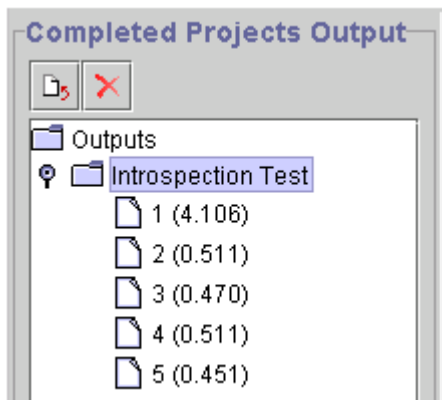 Completed Projects Output
Outputs
Introspection Test
1 (4.106)
2 (0.511)
3 (0.470)
4 (0.511)
5 (0.451)